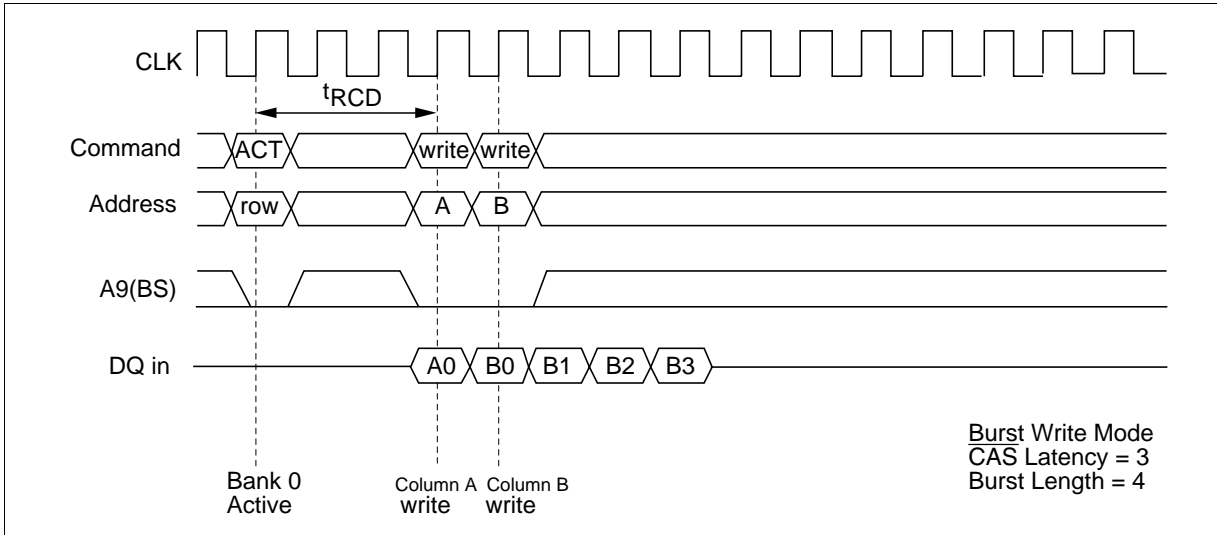 CLK
tRCD
Command ACT write write
Address row A B
A9(BS)
DQ in A0 B0 B1 B2 B3
Burst Write Mode
CAS Latency = 3
Burst Length = 4
Bank 0
Active
Column A
write
Column B
write